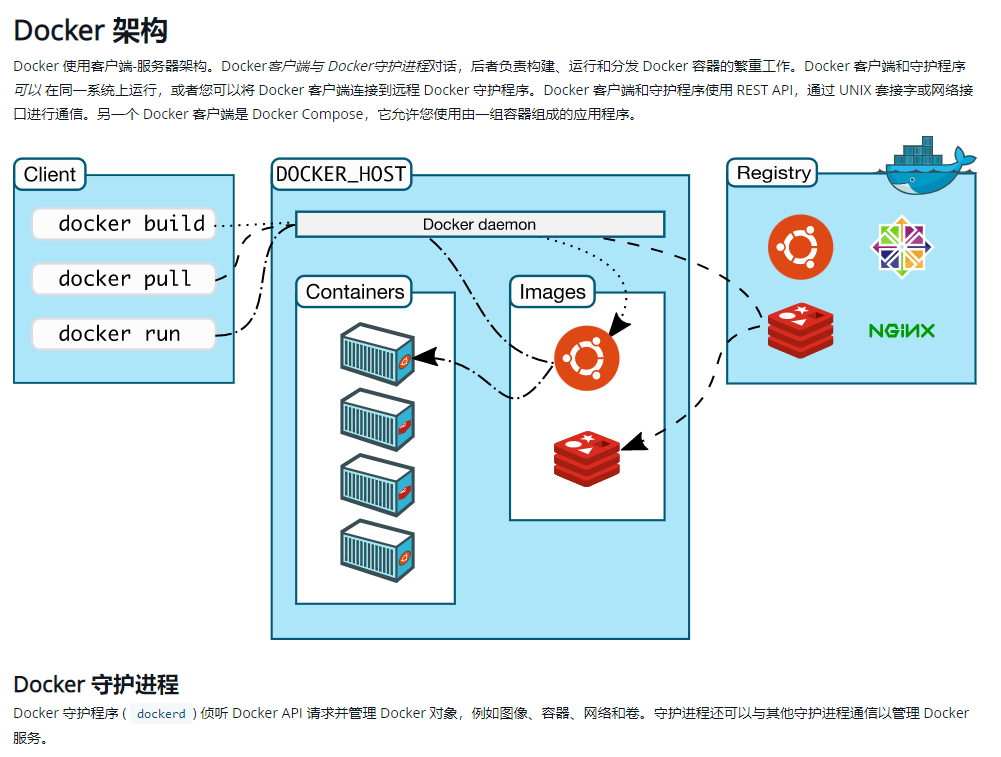 Docker 架构
Docker 使用客户端-服务器架构。Docker客户端与 Docker守护进程对话，后者负责构建、运行和分发 Docker 容器的繁重工作。Docker 客户端和守护程序
可以 在同一系统上运行，或者您可以将 Docker 客户端连接到远程 Docker 守护程序。Docker 客户端和守护程序使用 REST API，通过 UNIX 套接字或网络接
口进行通信。另一个 Docker 客户端是 Docker Compose，它允许您使用由一组容器组成的应用程序。
Client
docker build
docker pull
docker run
DOCKER_HOST
Docker daemon
Containers
Images
Registry
NGINX
Docker 守护进程
Docker 守护程序 ( dockerd ) 侦听 Docker API 请求并管理 Docker 对象，例如图像、容器、网络和卷。守护进程还可以与其他守护进程通信以管理 Docker
服务。